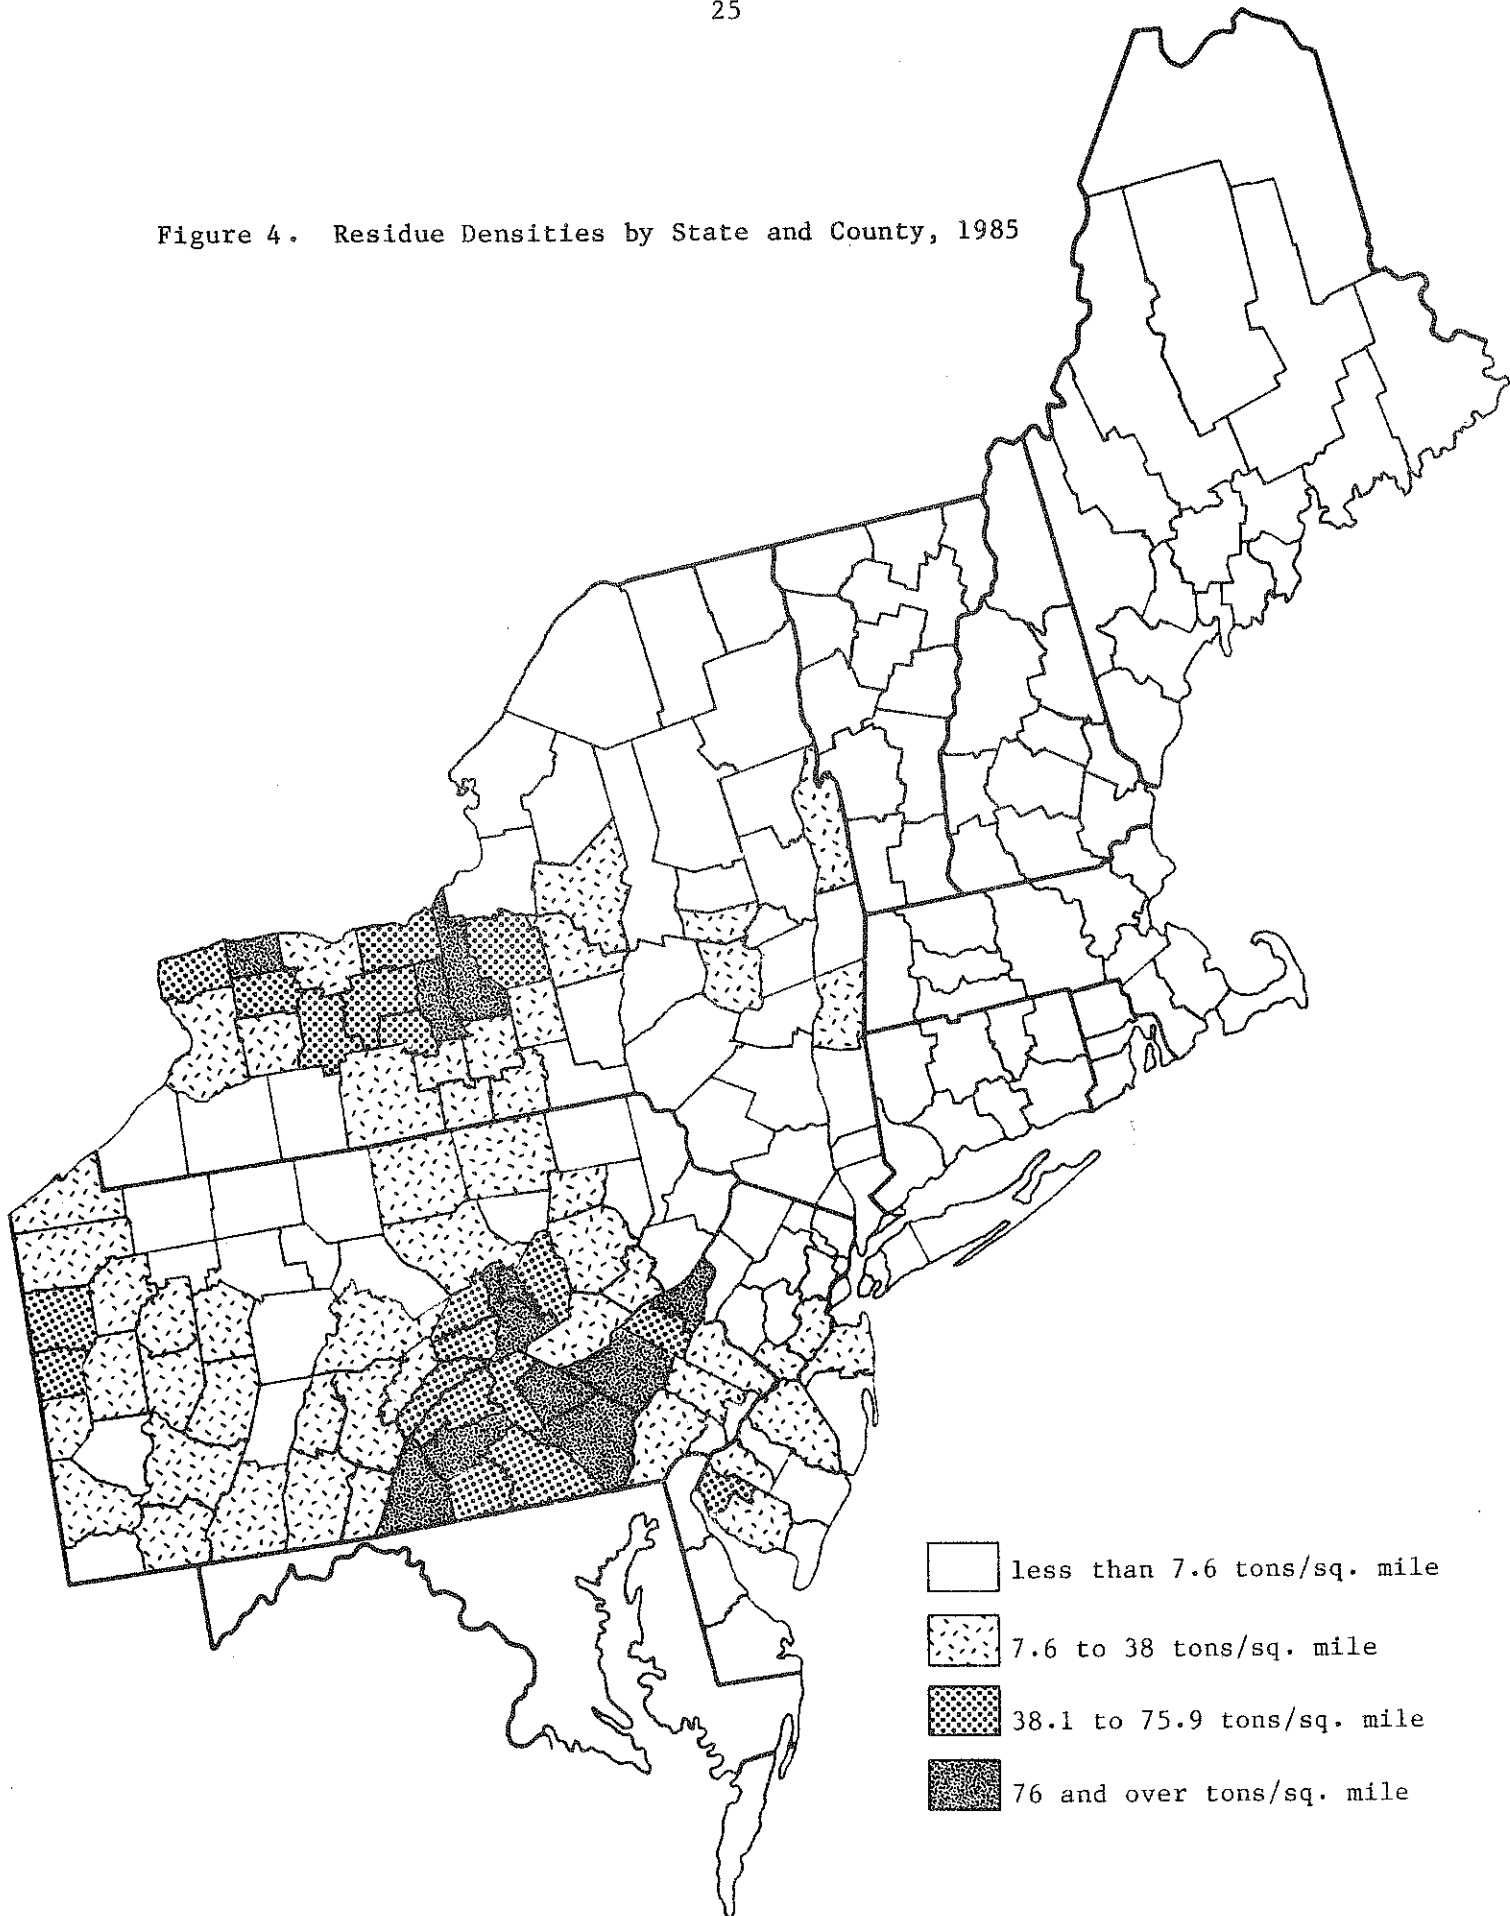 25
Figure 4. Residue Densities by State and County, 1985
less than 7.6 tons/sq. mile
7.6 to 38 tons/sq. mile
38.1 to 75.9 tons/sq. mile
76 and over tons/sq. mile